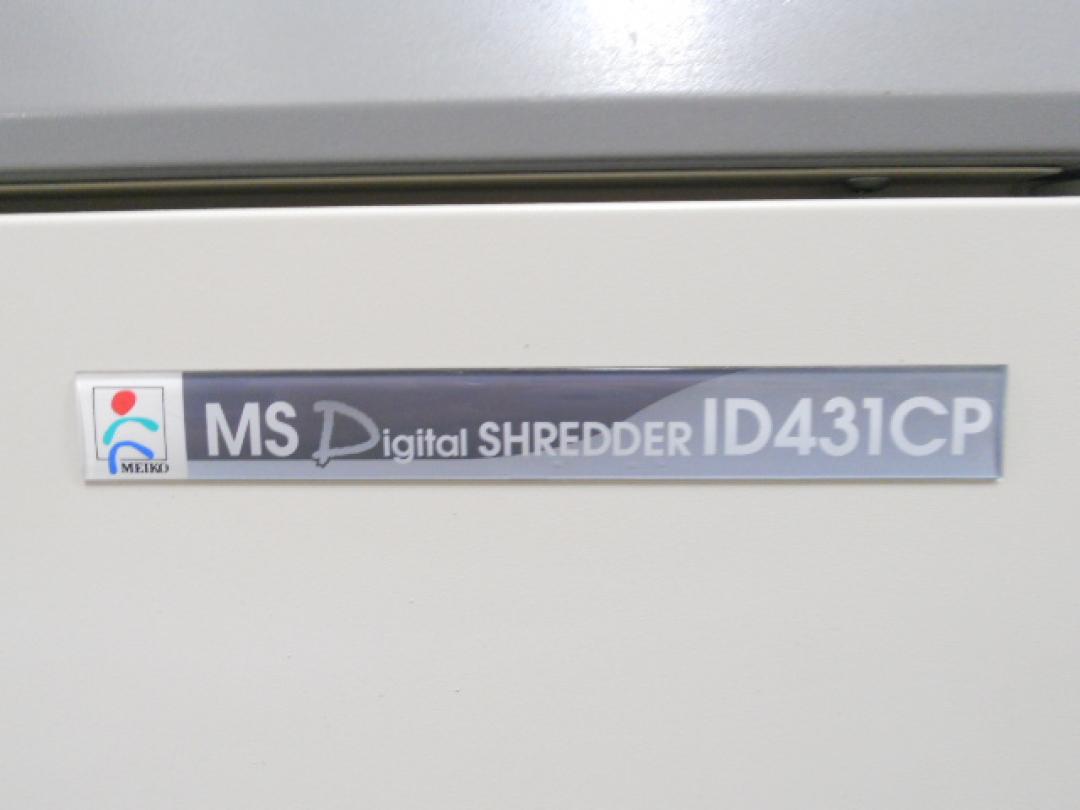 MEIKO
MS Digital SHREDDER ID431CP